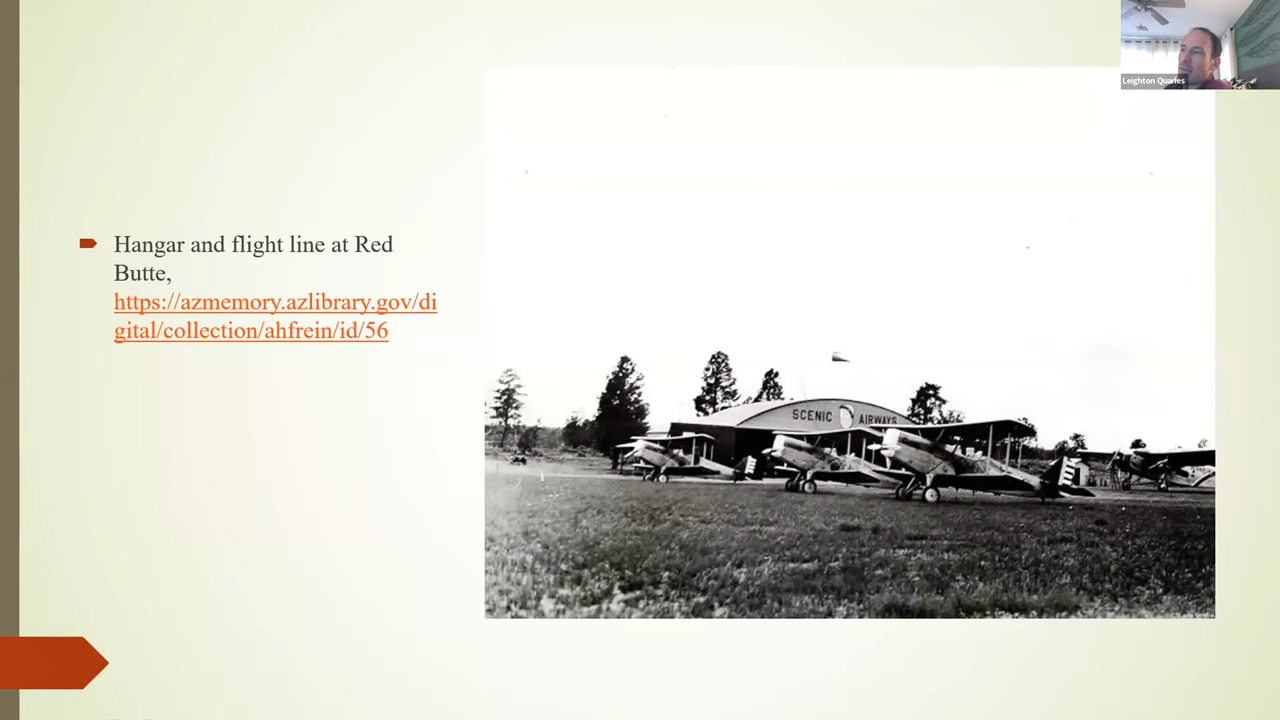 Leighton Quarles
Hangar and flight line at Red
Butte,
https://azmemory.azlibrary.gov/di
gital/collection/ahfrein/id/56
SCENIC AIRWAYS